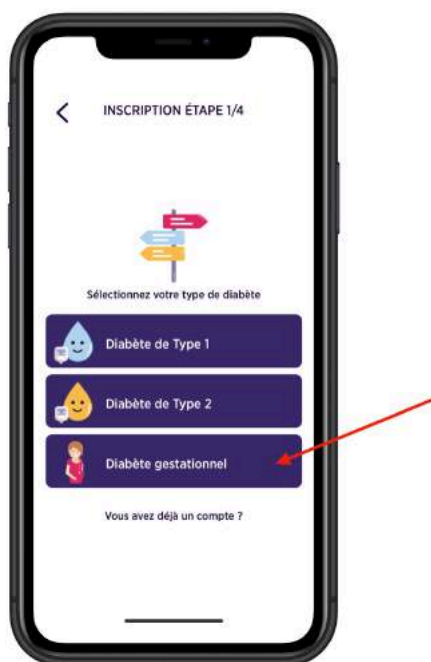 INSCRIPTION ÉTAPE 1/4
Sélectionnez votre type de diabète
Diabète de Type 1
Diabète de Type 2
Diabète gestationnel
Vous avez déjà un compte ?